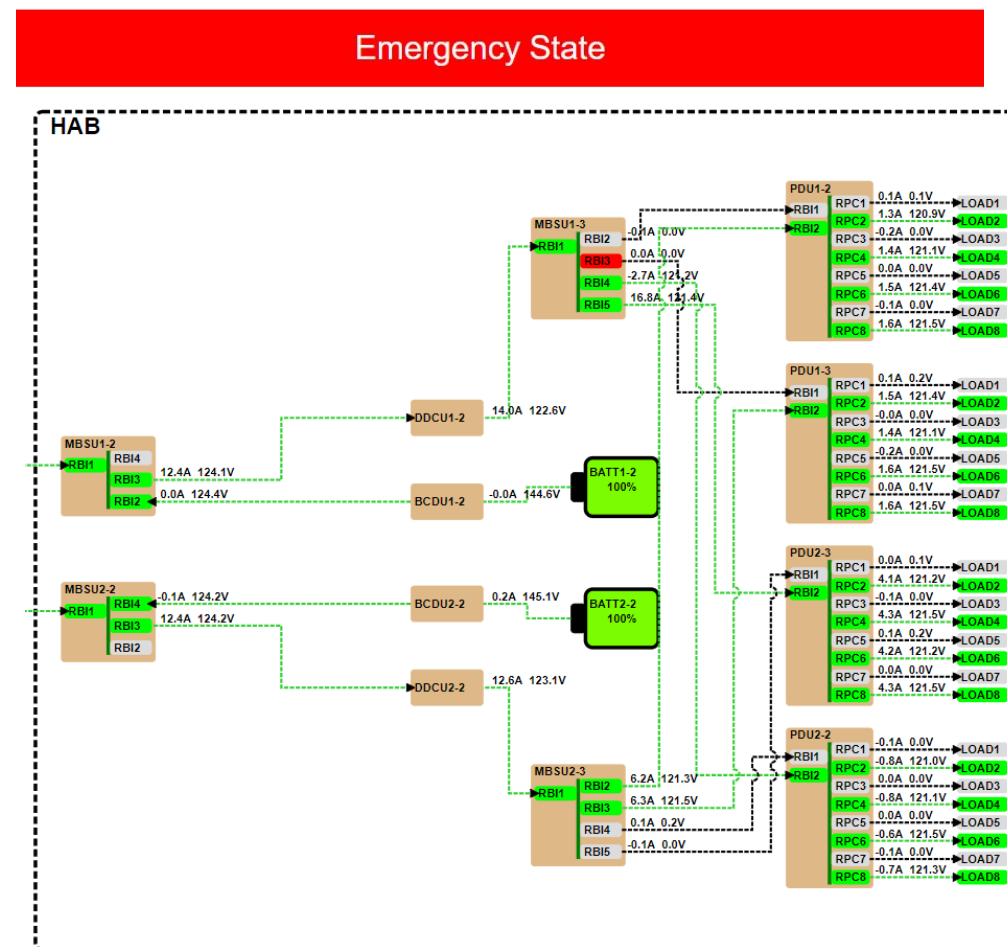 Emergency State
HAB
MBSU1-2
RBI1
RBI4
RBI3
RBI2
12.4A 124.1V
0.0A 124.4V
MBSU2-2
RBI1
RBI4
RBI3
RBI2
-0.1A 124.2V
12.4A 124.2V
DDCU1-2
14.0A 122.6V
BCDU1-2
-0.0A 144.6V
BATT1-2
100%
BCDU2-2
0.2A 145.1V
BATT2-2
100%
DDCU2-2
12.6A 123.1V
MBSU1-3
RBI1
RBI2
RBI3
RBI4
RBI5
-0.1A 0.0V
0.0A 0.0V
-2.7A 121.2V
16.8A 121.4V
MBSU2-3
RBI1
RBI2
RBI3
RBI4
RBI5
6.2A 121.3V
6.3A 121.5V
0.1A 0.2V
-0.1A 0.0V
PDU1-2
RBI1
RBI2
RPC1 0.1A 0.1V LOAD1
RPC2 1.3A 120.9V LOAD2
RPC3 -0.2A 0.0V LOAD3
RPC4 1.4A 121.1V LOAD4
RPC5 0.0A 0.0V LOAD5
RPC6 1.5A 121.4V LOAD6
RPC7 -0.1A 0.0V LOAD7
RPC8 1.6A 121.5V LOAD8
PDU1-3
RBI1
RBI2
RPC1 0.1A 0.2V LOAD1
RPC2 1.5A 121.4V LOAD2
RPC3 -0.0A 0.0V LOAD3
RPC4 1.4A 121.1V LOAD4
RPC5 -0.2A 0.0V LOAD5
RPC6 1.6A 121.5V LOAD6
RPC7 0.0A 0.1V LOAD7
RPC8 1.6A 121.5V LOAD8
PDU2-3
RBI1
RBI2
RPC1 0.0A 0.1V LOAD1
RPC2 4.1A 121.2V LOAD2
RPC3 -0.1A 0.0V LOAD3
RPC4 4.3A 121.5V LOAD4
RPC5 0.1A 0.2V LOAD5
RPC6 4.2A 121.2V LOAD6
RPC7 0.0A 0.0V LOAD7
RPC8 4.3A 121.5V LOAD8
PDU2-2
RBI1
RBI2
RPC1 -0.1A 0.0V LOAD1
RPC2 -0.8A 121.0V LOAD2
RPC3 0.0A 0.0V LOAD3
RPC4 -0.8A 121.1V LOAD4
RPC5 0.0A 0.0V LOAD5
RPC6 -0.6A 121.5V LOAD6
RPC7 -0.1A 0.0V LOAD7
RPC8 -0.7A 121.3V LOAD8